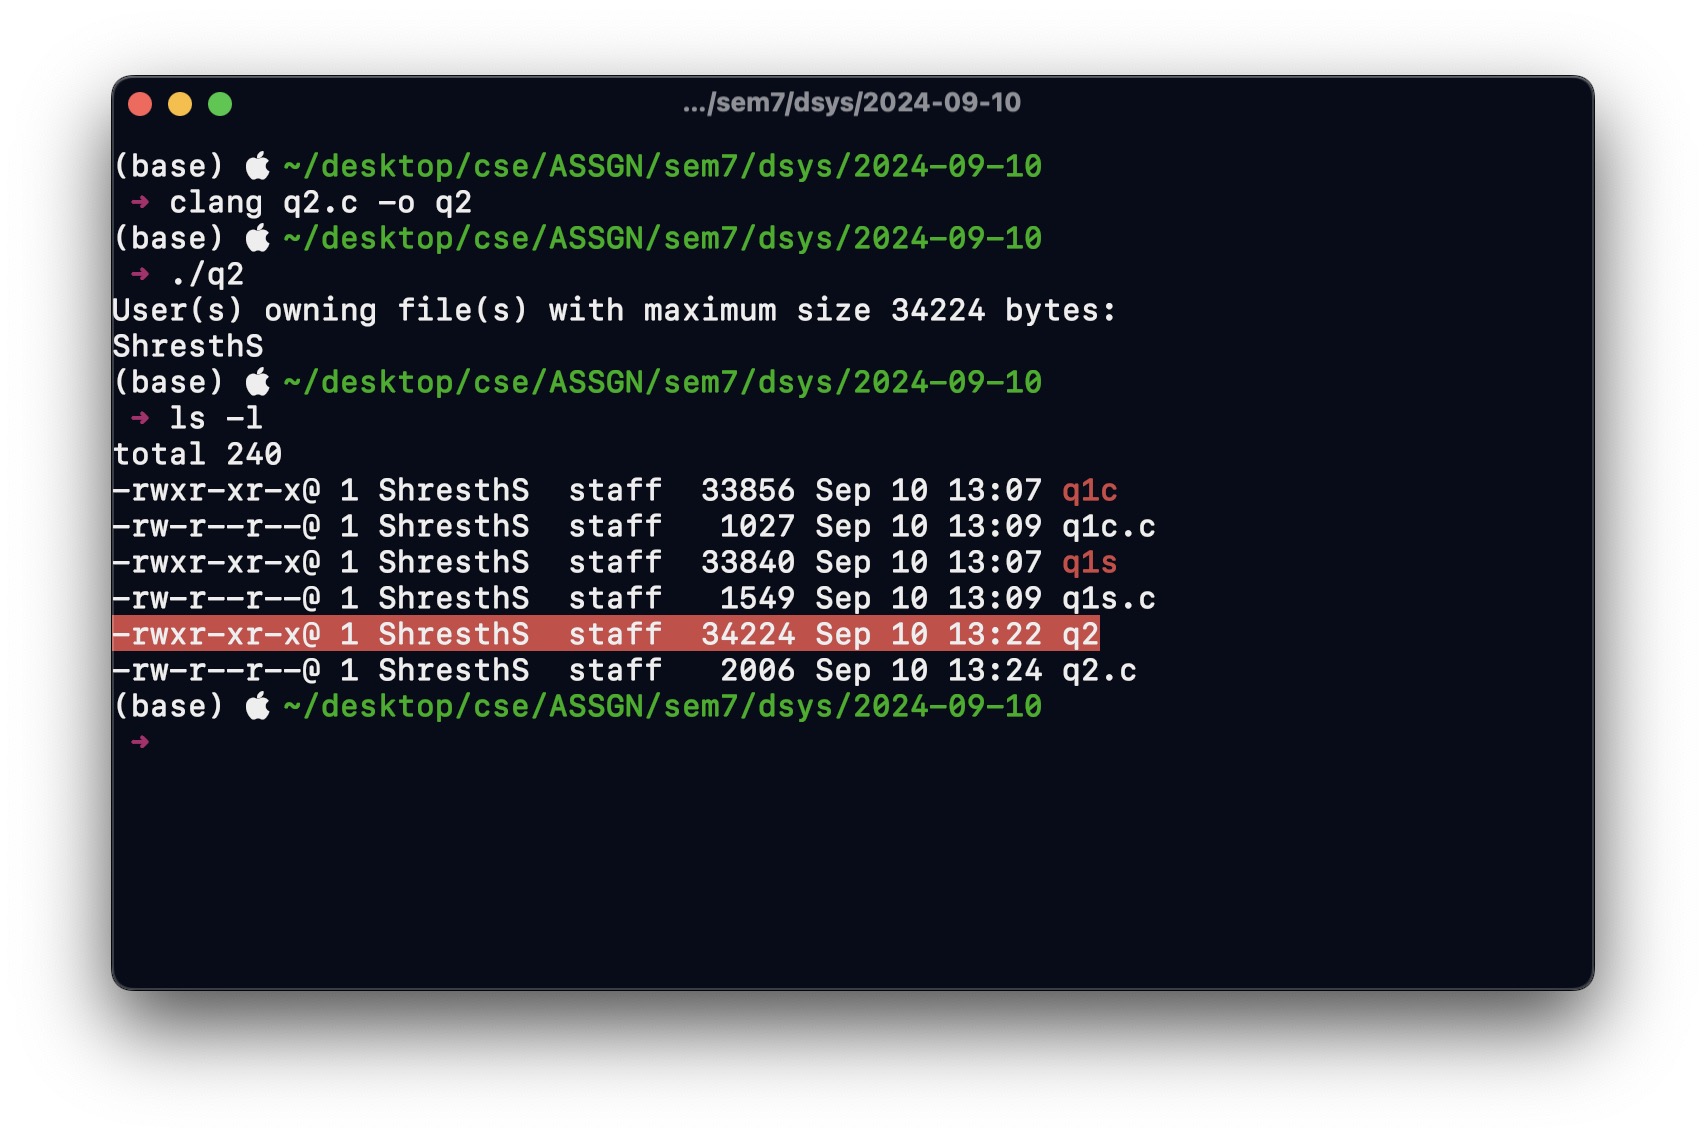 .../sem7/dsys/2024-09-10
(base)  ~/desktop/cse/ASSGN/sem7/dsys/2024-09-10
➜ clang q2.c -o q2
(base)  ~/desktop/cse/ASSGN/sem7/dsys/2024-09-10
➜ ./q2
User(s) owning file(s) with maximum size 34224 bytes:
ShresthS
(base)  ~/desktop/cse/ASSGN/sem7/dsys/2024-09-10
➜ ls -l
total 240
-rwxr-xr-x@ 1 ShresthS  staff  33856 Sep 10 13:07 q1c
-rw-r--r--@ 1 ShresthS  staff   1027 Sep 10 13:09 q1c.c
-rwxr-xr-x@ 1 ShresthS  staff  33840 Sep 10 13:07 q1s
-rw-r--r--@ 1 ShresthS  staff   1549 Sep 10 13:09 q1s.c
-rwxr-xr-x@ 1 ShresthS  staff  34224 Sep 10 13:22 q2
-rw-r--r--@ 1 ShresthS  staff   2006 Sep 10 13:24 q2.c
(base)  ~/desktop/cse/ASSGN/sem7/dsys/2024-09-10
➜